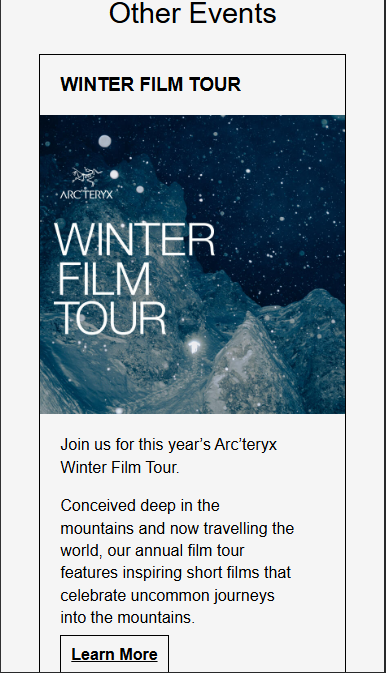 Other Events
WINTER FILM TOUR
ARC'TERYX
WINTER
FILM
TOUR
Join us for this year’s Arc’teryx
Winter Film Tour.
Conceived deep in the
mountains and now travelling the
world, our annual film tour
features inspiring short films that
celebrate uncommon journeys
into the mountains.
Learn More